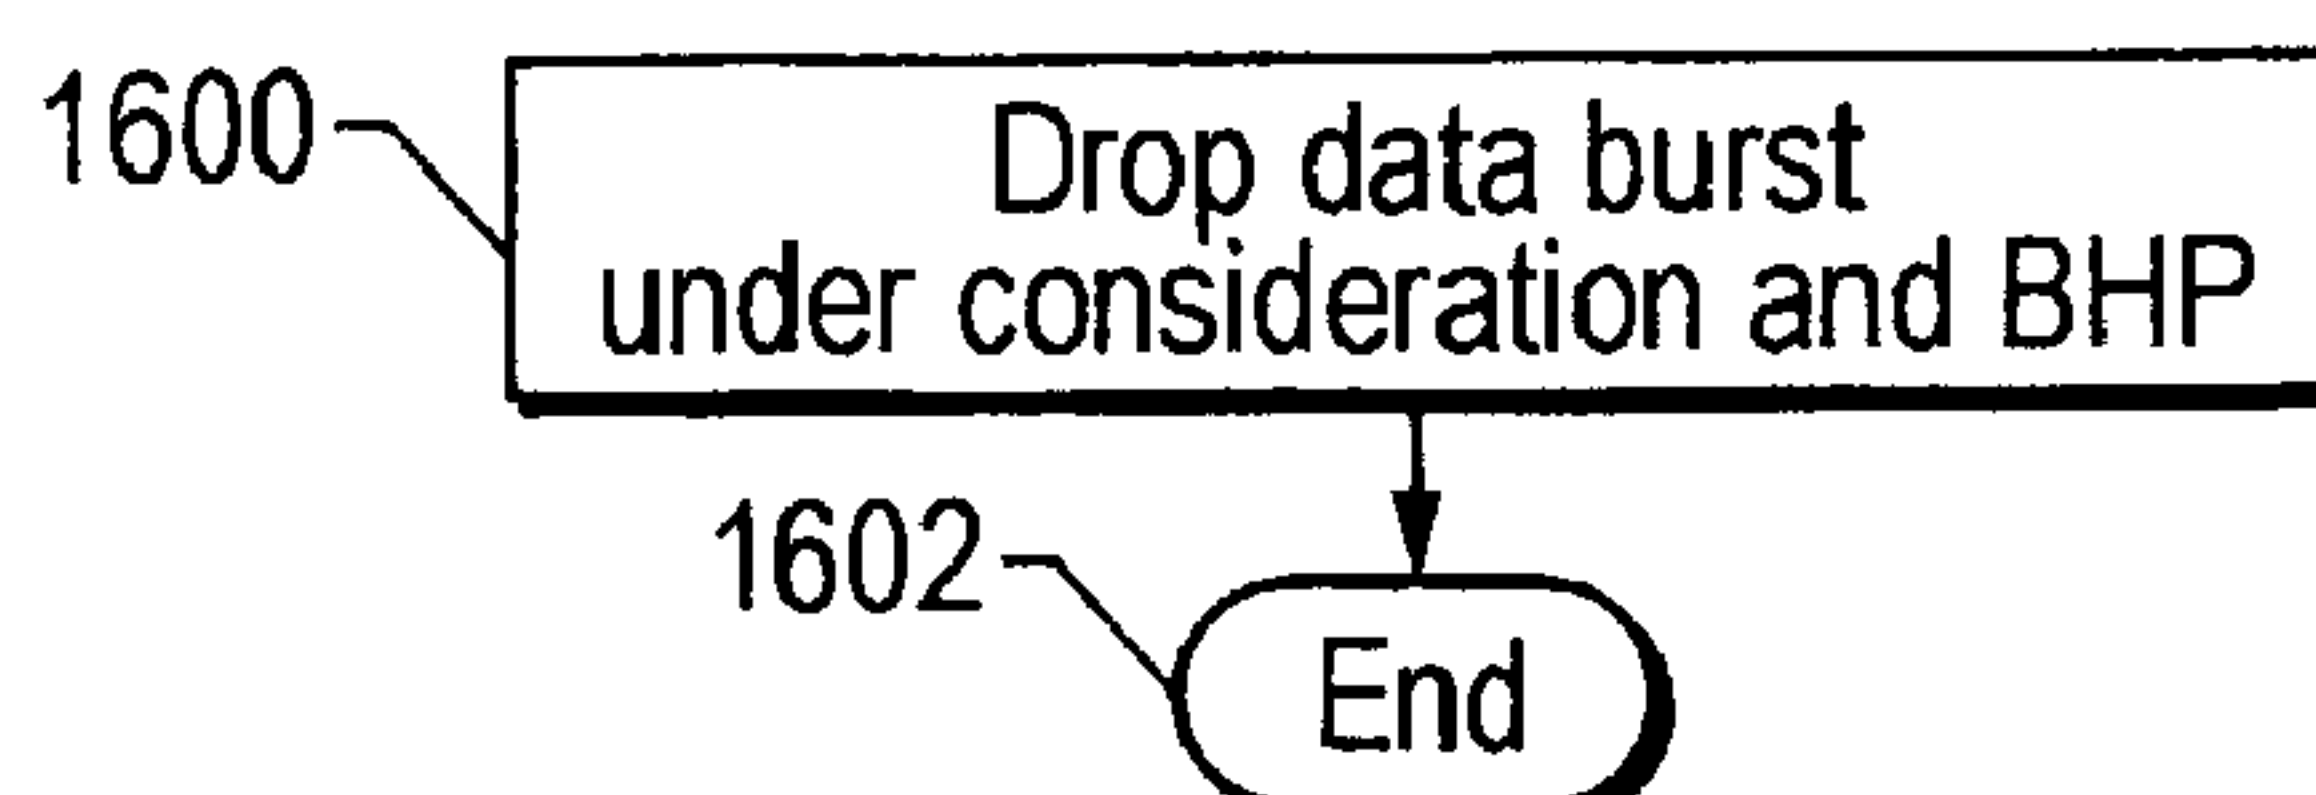 1600
Drop data burst
under consideration and BHP
1602
End